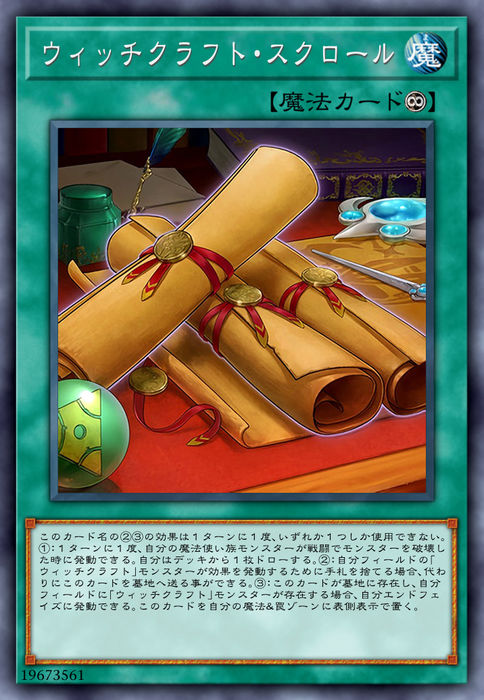 ウィッチクラフト・スクロール 魔
【魔法カード∞】
このカード名の②③の効果は１ターンに１度、いずれか１つしか使用できない。
①：１ターンに１度、自分の魔法使い族モンスターが戦闘でモンスターを破壊し
た時に発動できる。自分はデッキから１枚ドローする。②：自分フィールドの「
ウィッチクラフト」モンスターが効果を発動するために手札を捨てる場合、代わ
りにこのカードを墓地へ送る事ができる。③：このカードが墓地に存在し、自分
フィールドに「ウィッチクラフト」モンスターが存在する場合、自分エンドフェ
イズに発動できる。このカードを自分の魔法&罠ゾーンに表側表示で置く。
19673561